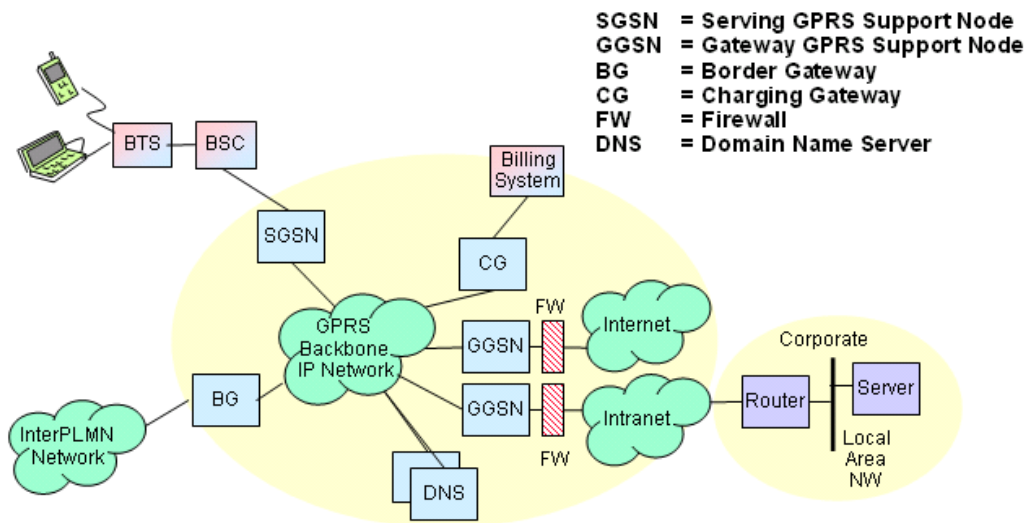 SGSN = Serving GPRS Support Node
GGSN = Gateway GPRS Support Node
BG = Border Gateway
CG = Charging Gateway
FW = Firewall
DNS = Domain Name Server
BTS
BSC
Billing
System
SGSN
CG
GPRS
Backbone
IP Network
FW
GGSN
Internet
Corporate
BG
GGSN
Intranet
Router
Server
InterPLMN
Network
FW
Local
Area
NW
DNS